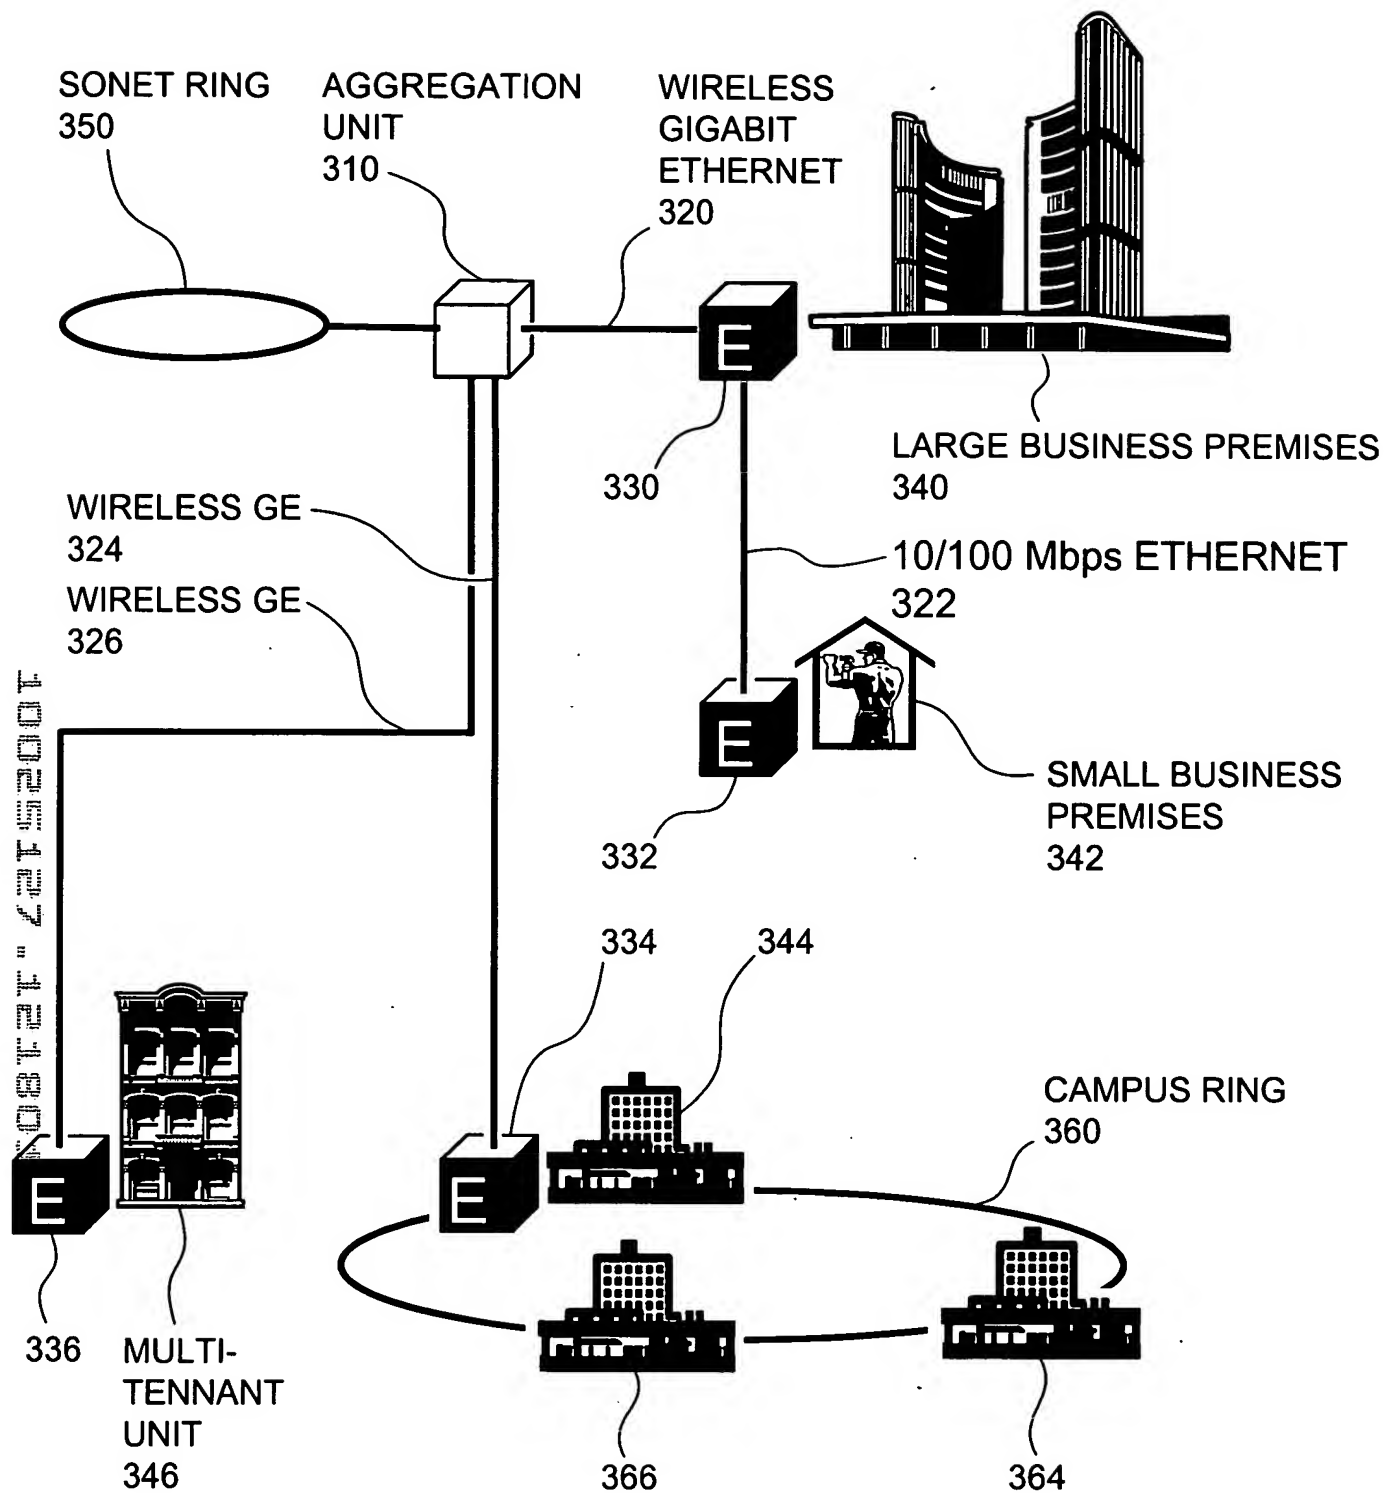 SONET RING
350
AGGREGATION
UNIT
310
WIRELESS
GIGABIT
ETHERNET
320
E
330
LARGE BUSINESS PREMISES
340
WIRELESS GE
324
10/100 Mbps ETHERNET
322
WIRELESS GE
326
E
332
SMALL BUSINESS
PREMISES
342
334
344
CAMPUS RING
360
E
E
336
MULTI-
TENNANT
UNIT
346
366
364